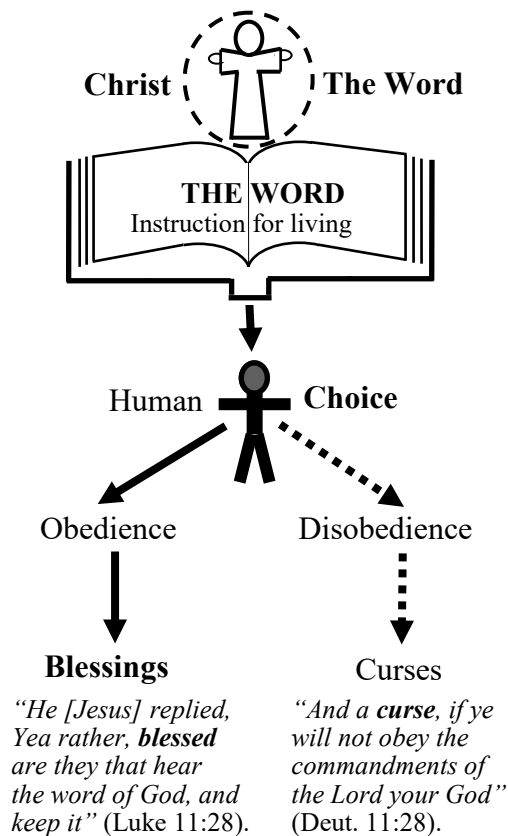 Christ The Word
THE WORD
Instruction for living
Human Choice
Obedience
Disobedience
Blessings
Curses
“He [Jesus] replied,
Yea rather, blessed
are they that hear
the word of God, and
keep it” (Luke 11:28).
“And a curse, if ye
will not obey the
commandments of
the Lord your God”
(Deut. 11:28).